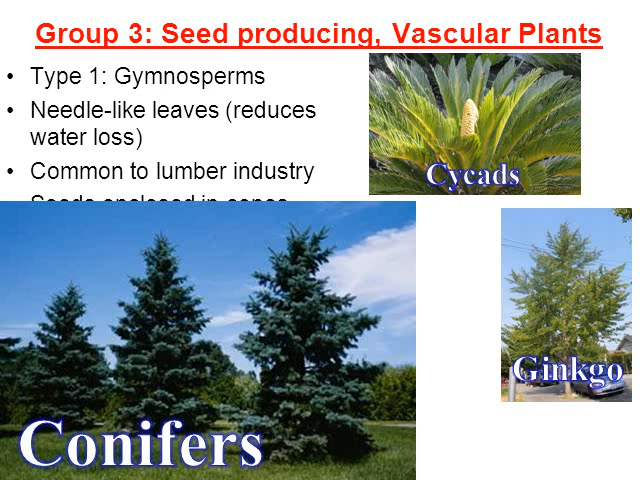 Group 3: Seed producing, Vascular Plants
• Type 1: Gymnosperms
• Needle-like leaves (reduces
water loss)
• Common to lumber industry
Seeds enclosed in cones
Cycads
Ginkgo
Conifers